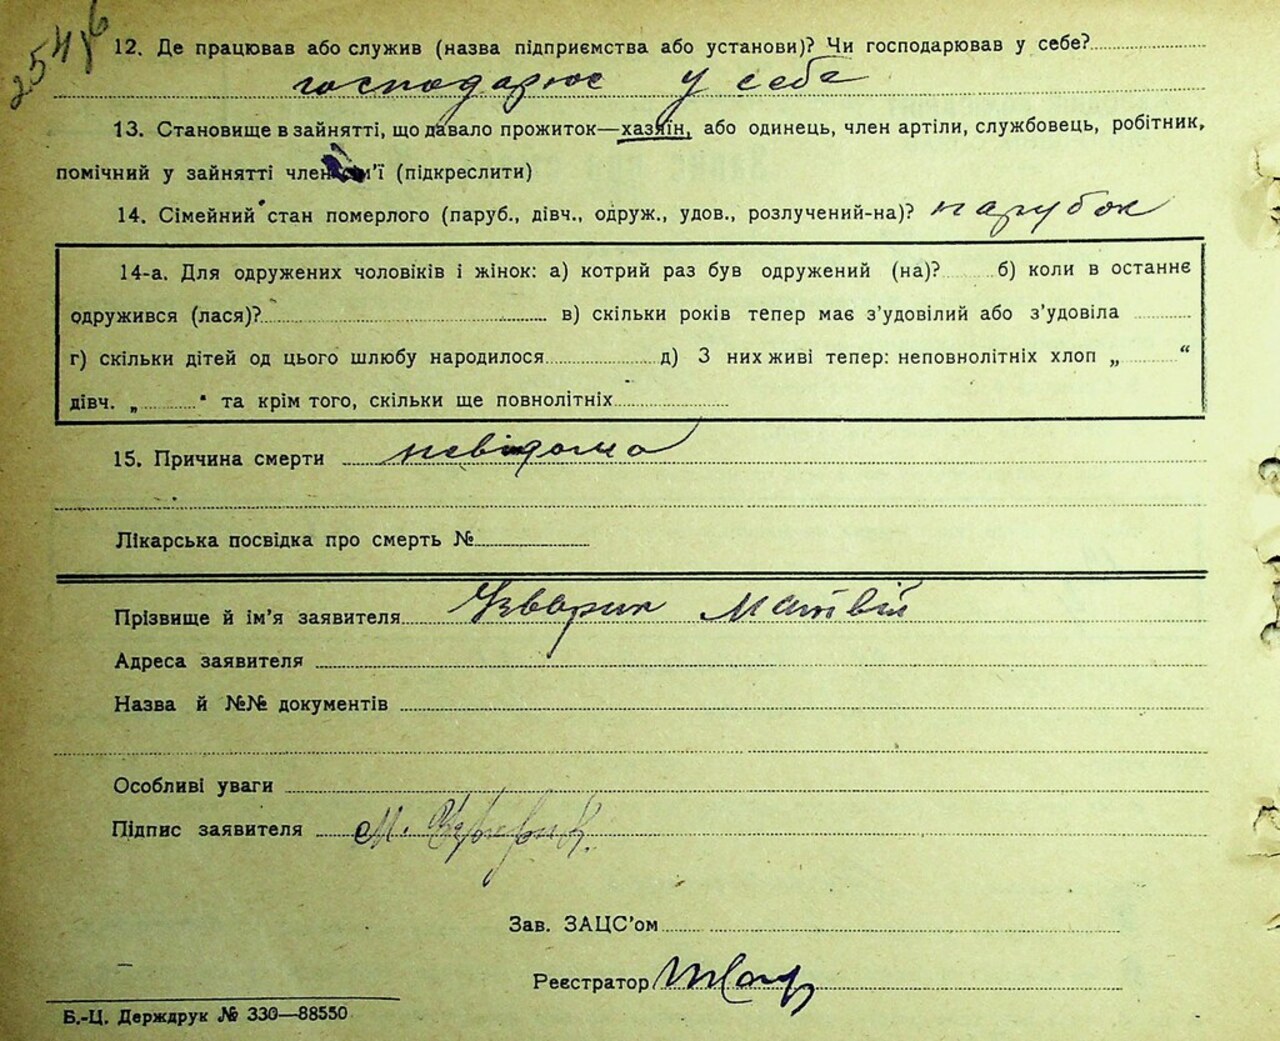 12. Де працював або служив (назва підприємства або установи)? Чи господарював у себе?
господарює у себе
13. Становище в зайнятті, що давало прожиток—хазяїн, або одинець, член артіли, службовець, робітник,
помічний у зайнятті член сім'ї (підкреслити)
14. Сімейний стан померлого (паруб., дівч., одруж., удов., розлучений-на)? парубок
14-а. Для одружених чоловіків і жінок: а) котрий раз був одружений (на)? б) коли в останнє
одружився (лася)? в) скільки років тепер має з'удовілий або з'удовіла
г) скільки дітей од цього шлюбу народилося д) З них живі тепер: неповнолітніх хлоп „ “
дівч. „ “ та крім того, скільки ще повнолітніх
15. Причина смерти невідома
Лікарська посвідка про смерть №
Прізвище й ім'я заявителя Матвій
Адреса заявителя
Назва й №№ документів
Особливі уваги
Підпис заявителя М.
Зав. ЗАЦС'ом
Реєстратор
Б.-Ц. Держдрук № 330—88550